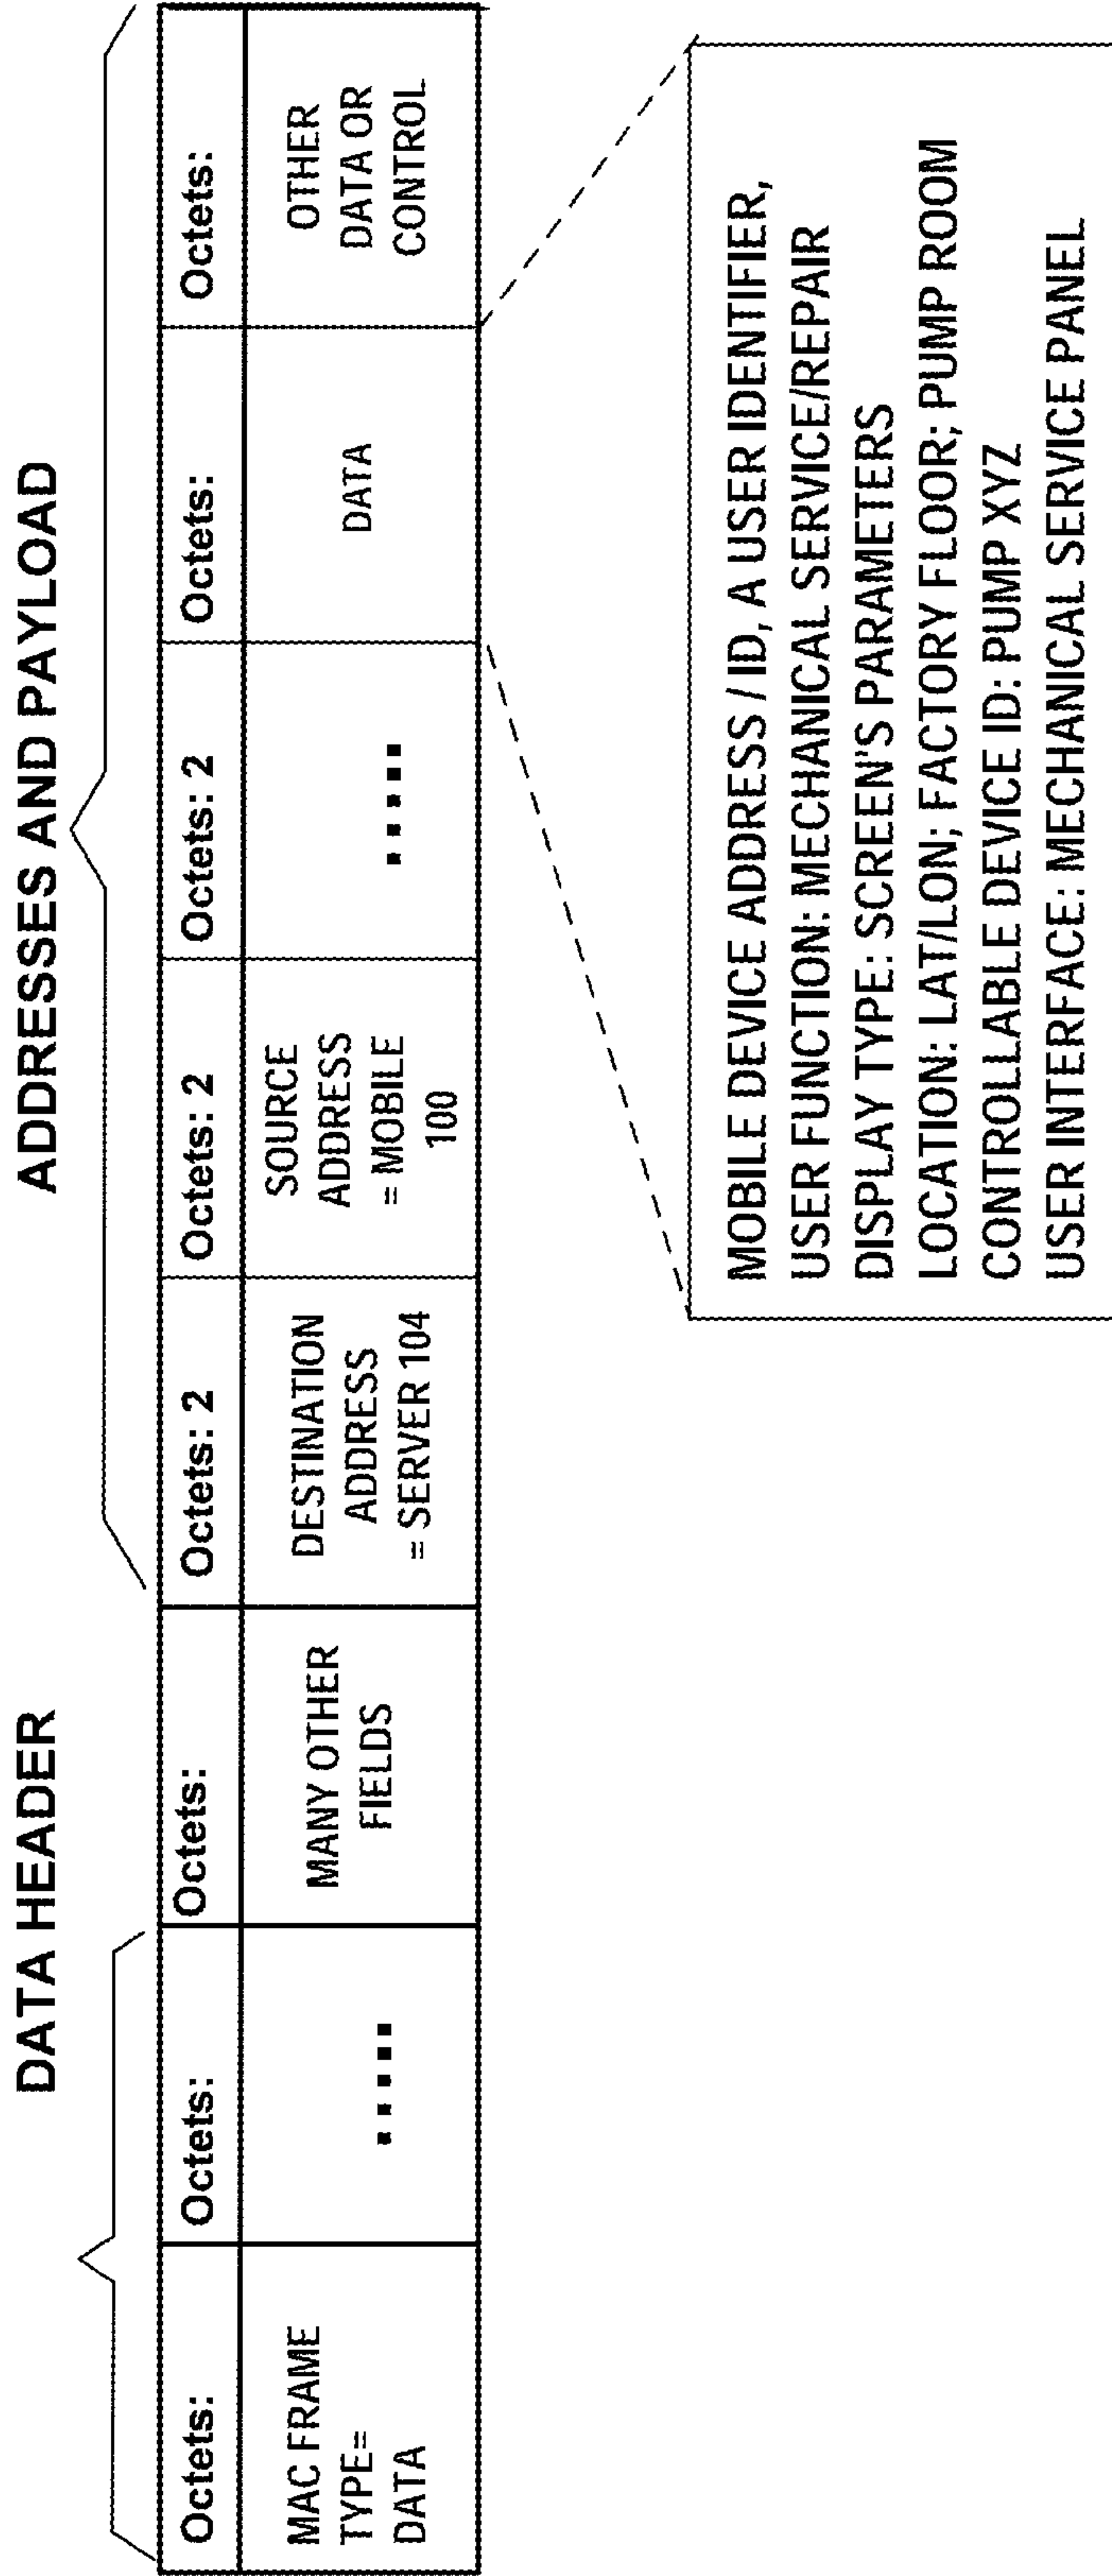 DATA HEADER
ADDRESSES AND PAYLOAD
Octets:
Octets:
Octets:
Octets: 2
Octets: 2
Octets: 2
Octets:
Octets:
MAC FRAME
TYPE=
DATA
.....
MANY OTHER
FIELDS
DESTINATION
ADDRESS
= SERVER 104
SOURCE
ADDRESS
= MOBILE
100
.....
DATA
OTHER
DATA OR
CONTROL
MOBILE DEVICE ADDRESS / ID, A USER IDENTIFIER,
USER FUNCTION: MECHANICAL SERVICE/REPAIR
DISPLAY TYPE: SCREEN'S PARAMETERS
LOCATION: LAT/LON; FACTORY FLOOR; PUMP ROOM
CONTROLLABLE DEVICE ID: PUMP XYZ
USER INTERFACE: MECHANICAL SERVICE PANEL